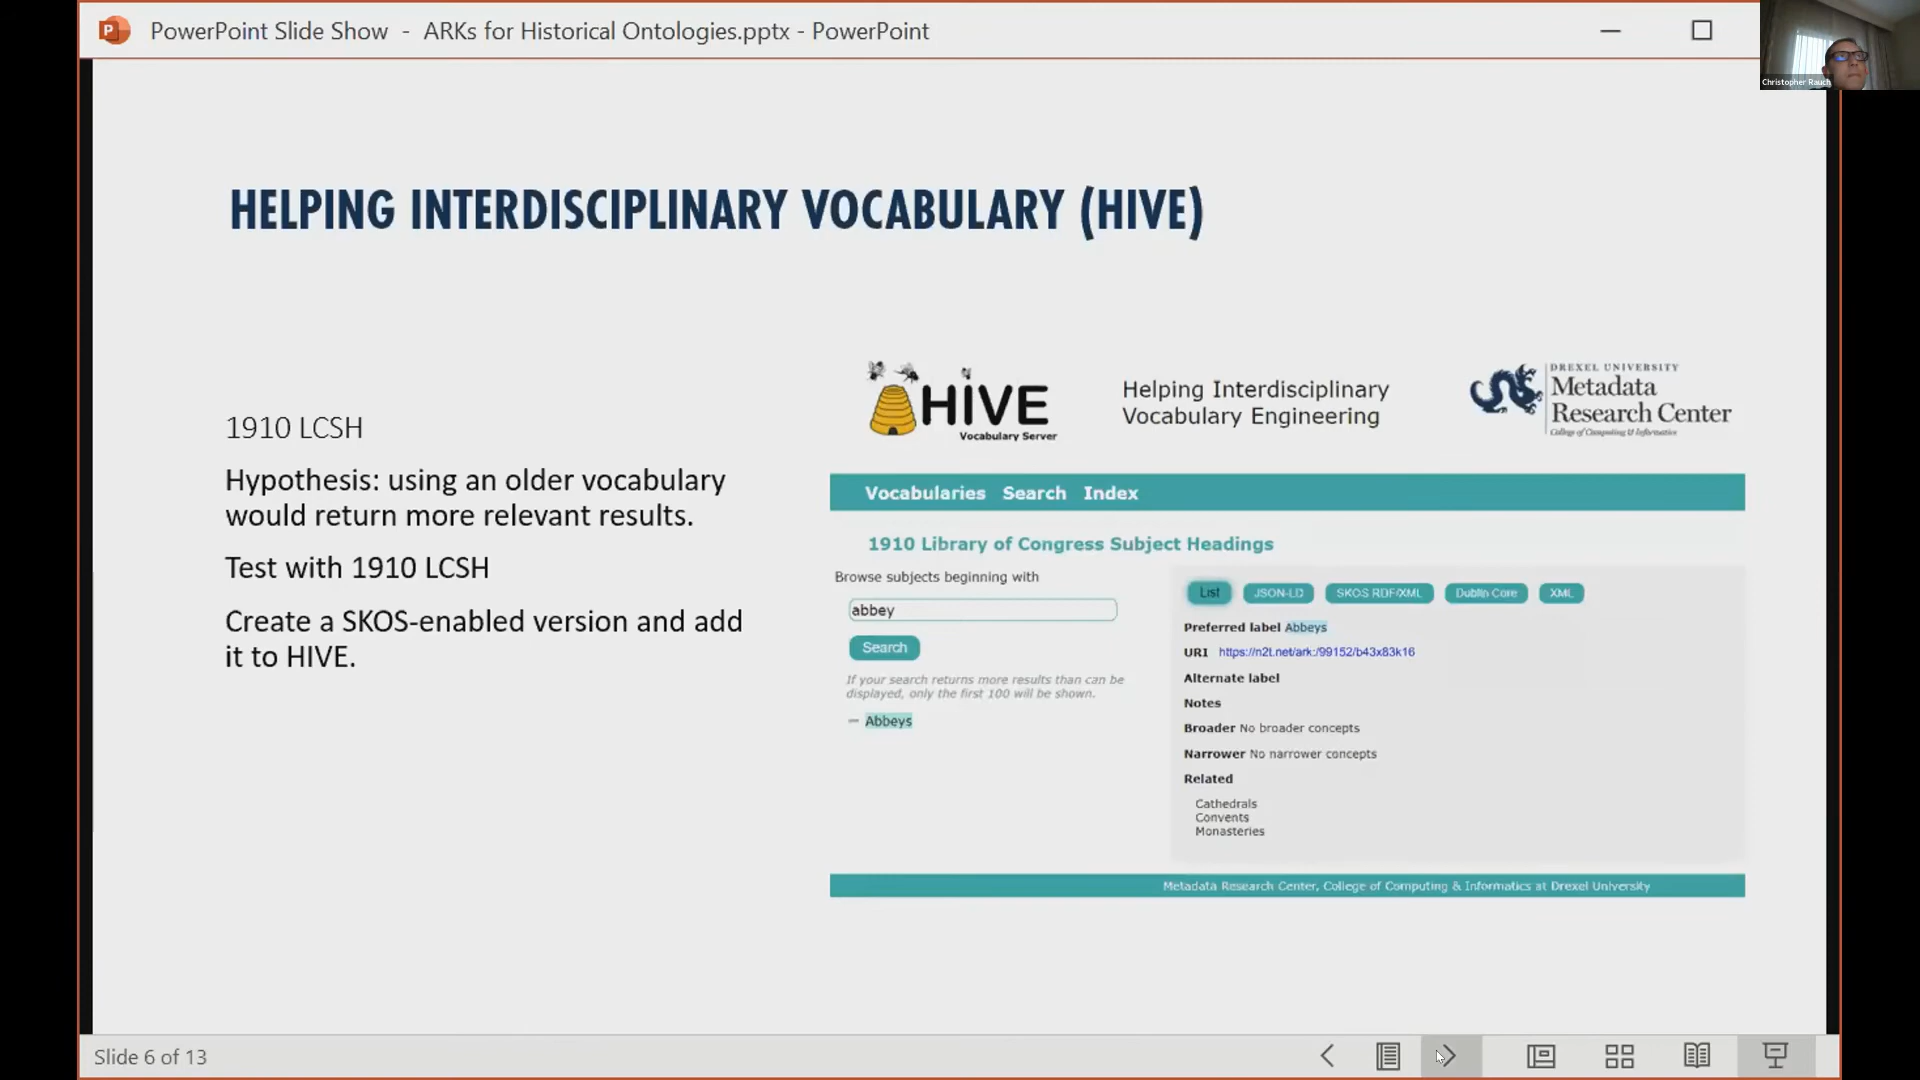 PowerPoint Slide Show - ARKs for Historical Ontologies.pptx - PowerPoint
Christopher Rauch
HELPING INTERDISCIPLINARY VOCABULARY (HIVE)
1910 LCSH
Hypothesis: using an older vocabulary
would return more relevant results.
Test with 1910 LCSH
Create a SKOS-enabled version and add
it to HIVE.
HIVE
Vocabulary Server
Helping Interdisciplinary
Vocabulary Engineering
DREXEL UNIVERSITY
Metadata
Research Center
College of Computing & Informatics
Vocabularies Search Index
1910 Library of Congress Subject Headings
Browse subjects beginning with
abbey
Search
If your search returns more results than can be
displayed, only the first 100 will be shown.
— Abbeys
List JSON-LD SKOS RDF/XML Dublin Core XML
Preferred label Abbeys
URI https://n2t.net/ark:/99152/b43x83k16
Alternate label
Notes
Broader No broader concepts
Narrower No narrower concepts
Related
Cathedrals
Convents
Monasteries
Metadata Research Center, College of Computing & Informatics at Drexel University
Slide 6 of 13